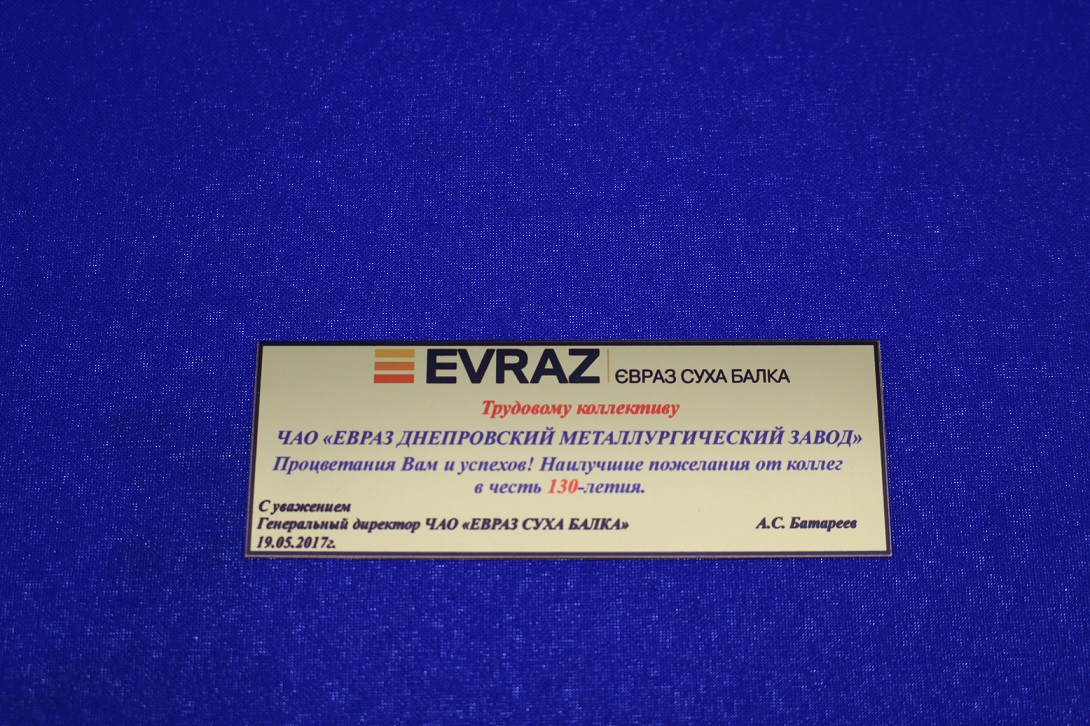 EVRAZ ЄВРАЗ СУХА БАЛКА
Трудовому коллективу
ЧАО «ЕВРАЗ ДНЕПРОВСКИЙ МЕТАЛЛУРГИЧЕСКИЙ ЗАВОД»
Процветания Вам и успехов! Наилучшие пожелания от коллег
в честь 130-летия.
С уважением
Генеральный директор ЧАО «ЕВРАЗ СУХА БАЛКА» А.С. Батареев
19.05.2017г.